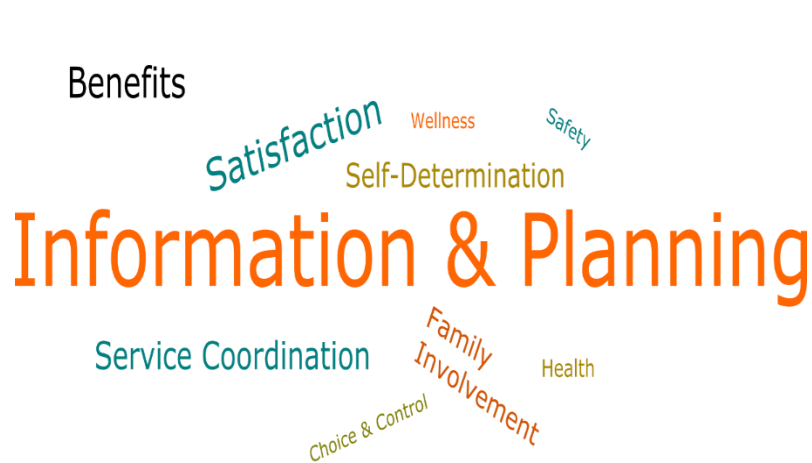 Benefits
Satisfaction
Wellness
Safety
Self-Determination
Information & Planning
Service Coordination
Family
Involvement
Health
Choice & Control